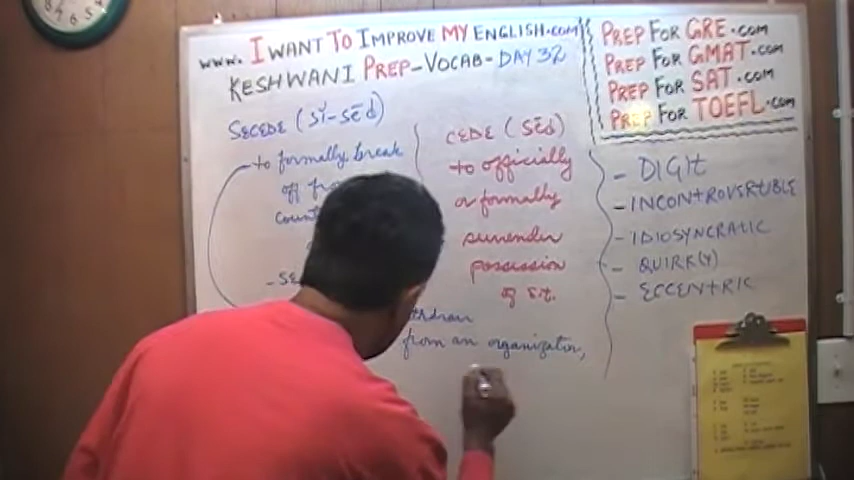 www. I WANT TO IMPROVE MY ENGLISH.COM
KESHWANI PREP-VOCAB-DAY 32
PREP FOR GRE.COM
PREP FOR GMAT.COM
PREP FOR SAT.COM
PREP FOR TOEFL.COM
SECEDE (sĭ-sēd)
to formally break
off
CEDE (sēd)
to officially
or formally
surrender
possession
of s.t.
from an organization,
- DIGIT
- INCONTROVERTIBLE
- IDIOSYNCRATIC
- QUIRK(Y)
- ECCENTRIC